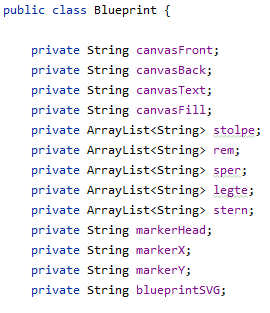 public class Blueprint {
private String canvasFront;
private String canvasBack;
private String canvasText;
private String canvasFill;
private ArrayList<String> stolpe;
private ArrayList<String> rem;
private ArrayList<String> sper;
private ArrayList<String> legte;
private ArrayList<String> stern;
private String markerHead;
private String markerX;
private String markerY;
private String blueprintSVG;